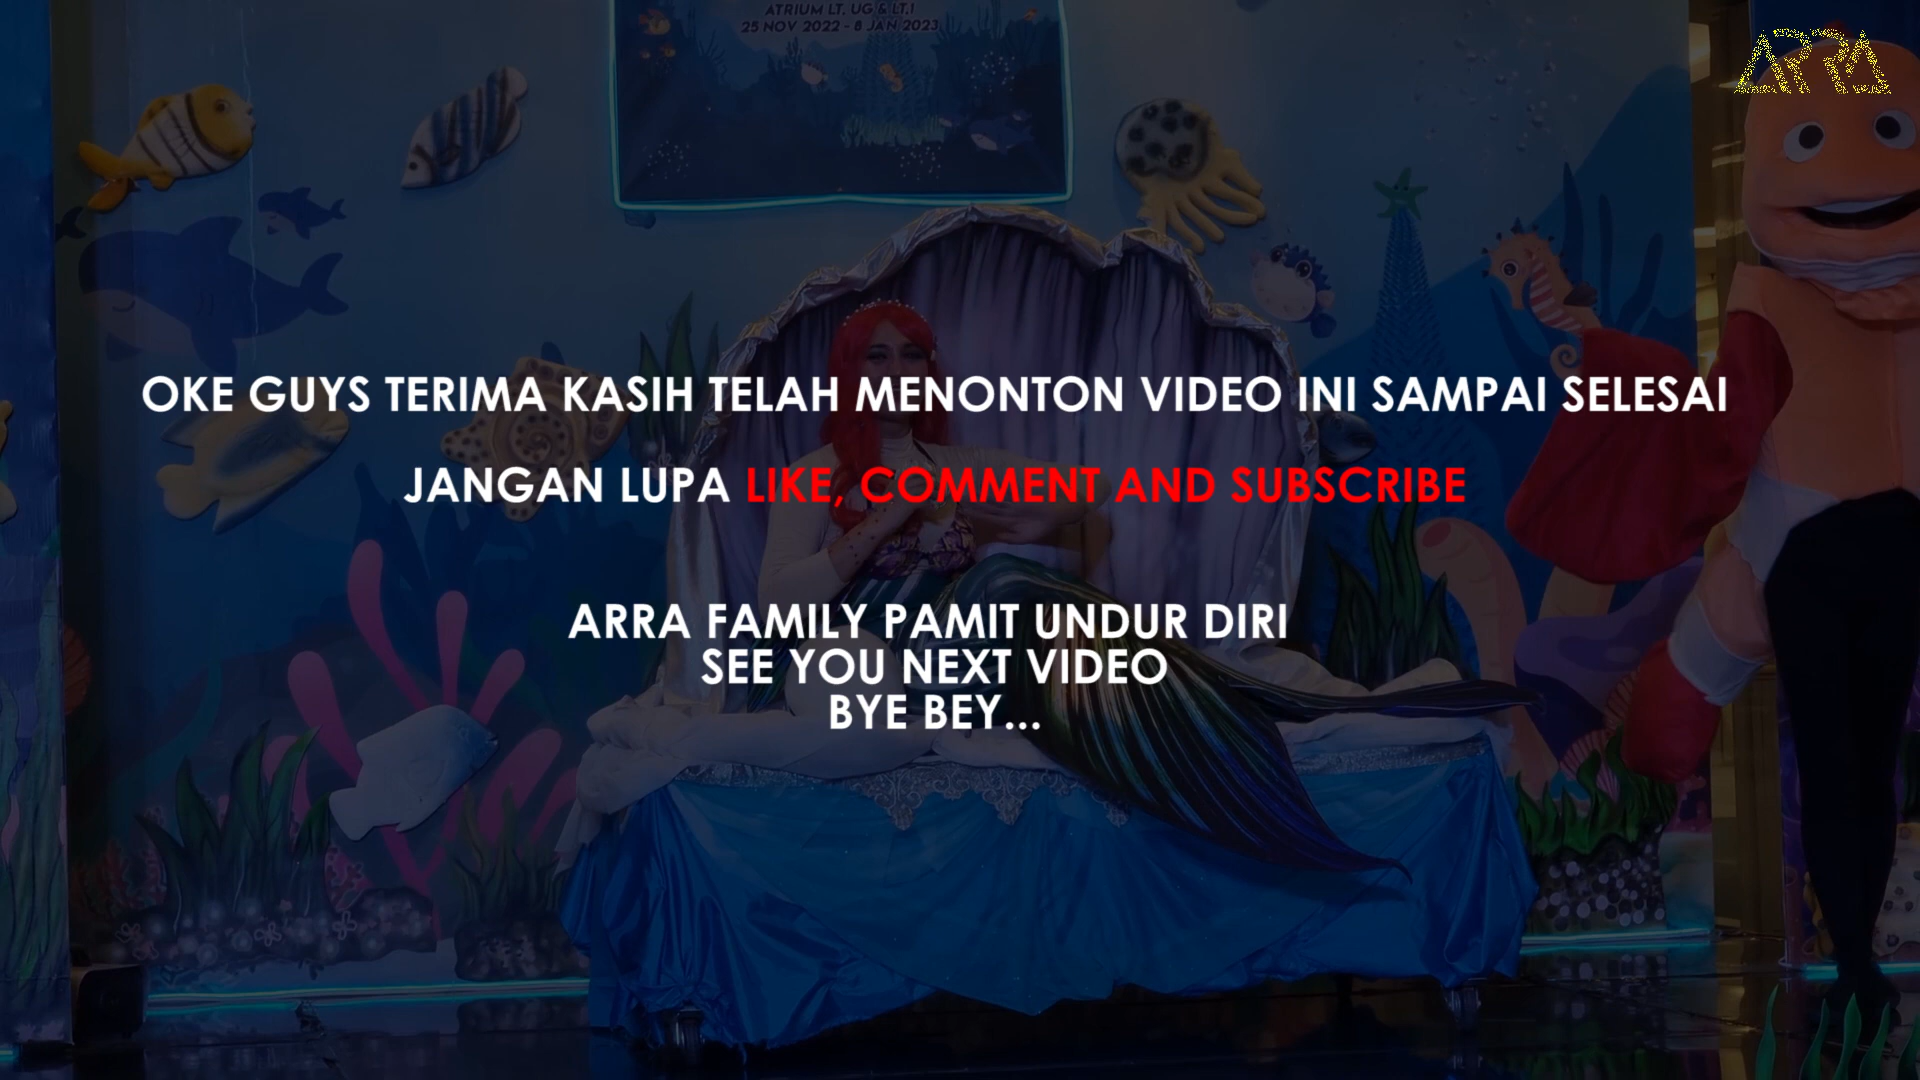 ATRIUM LT. UG & LT.1
25 NOV 2022 - 8 JAN 2023
ARRA
OKE GUYS TERIMA KASIH TELAH MENONTON VIDEO INI SAMPAI SELESAI
JANGAN LUPA LIKE, COMMENT AND SUBSCRIBE
ARRA FAMILY PAMIT UNDUR DIRI
SEE YOU NEXT VIDEO
BYE BEY...